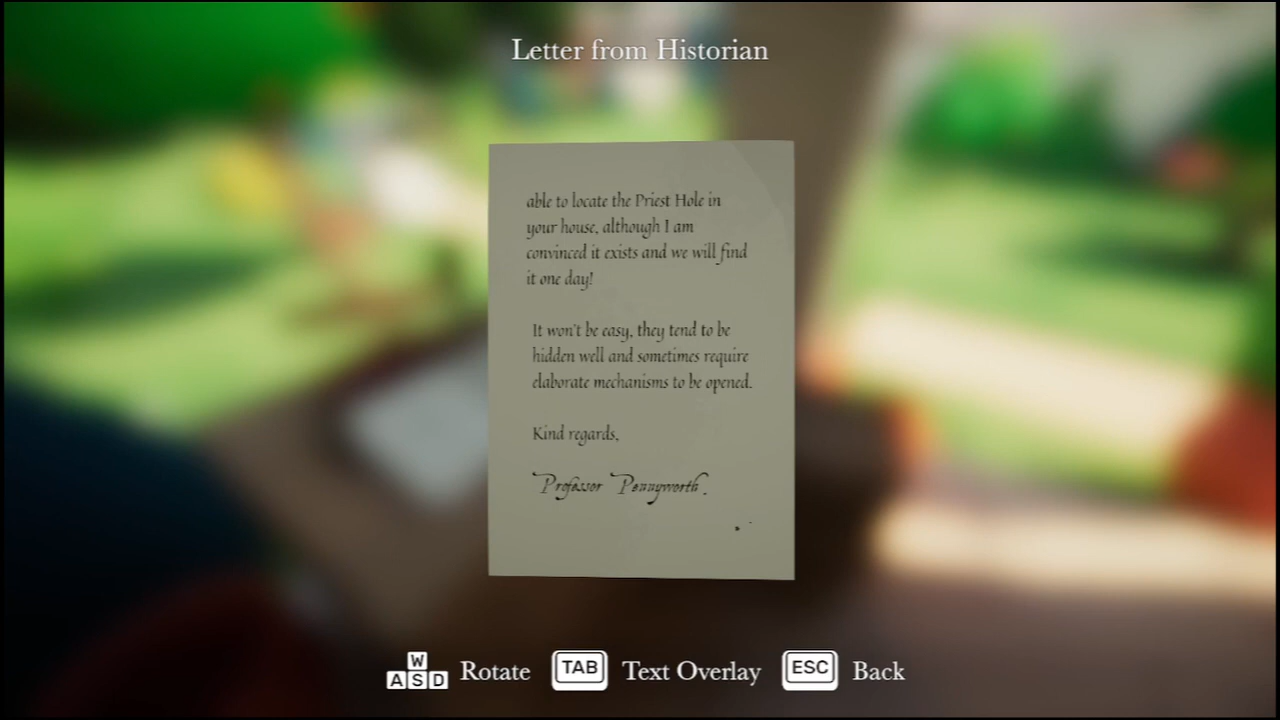 Letter from Historian
able to locate the Priest Hole in
your house, although I am
convinced it exists and we will find
it one day!
It won't be easy, they tend to be
hidden well and sometimes require
elaborate mechanisms to be opened.
Kind regards,
Professor Pennyworth.
W
A S D Rotate TAB Text Overlay ESC Back